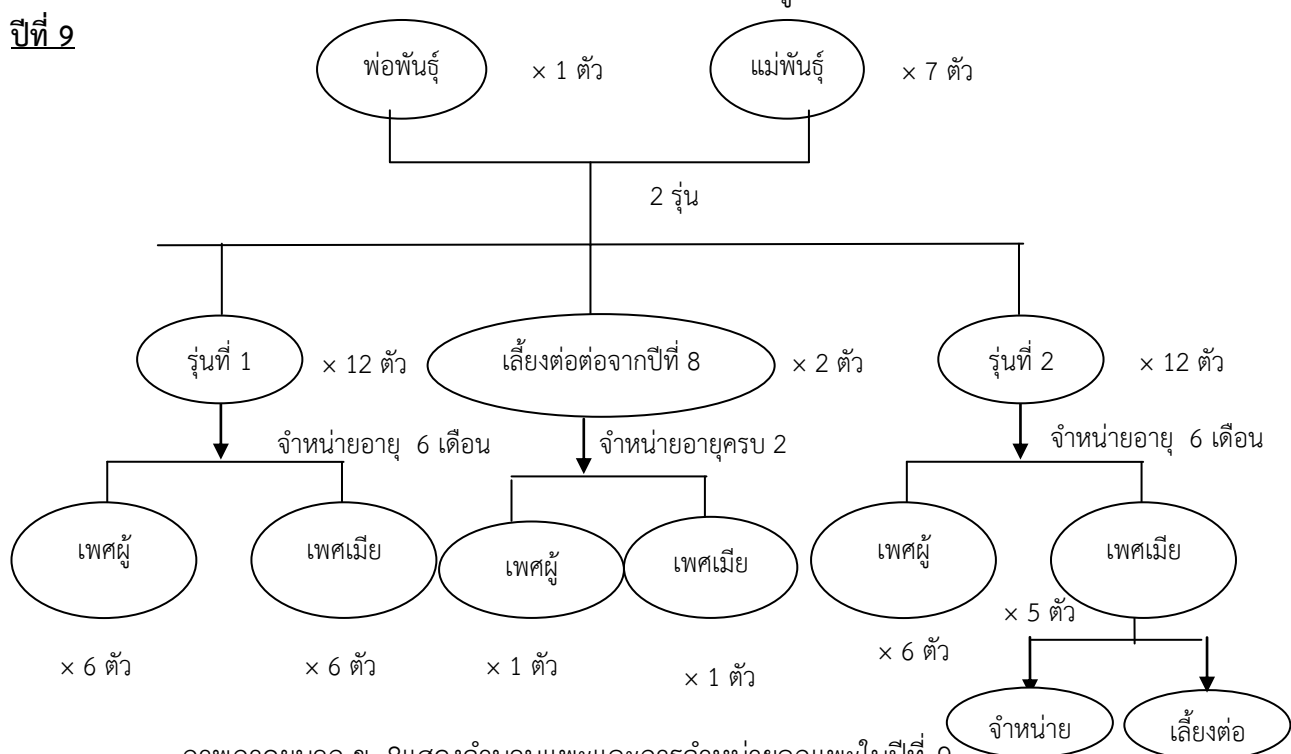 ปีที่ 9
พ่อพันธุ์
× 1 ตัว
แม่พันธุ์
× 7 ตัว
2 รุ่น
รุ่นที่ 1
× 12 ตัว
เลี้ยงต่อต่อจากปีที่ 8
× 2 ตัว
รุ่นที่ 2
× 12 ตัว
จำหน่ายอายุ 6 เดือน
จำหน่ายอายุครบ 2
จำหน่ายอายุ 6 เดือน
เพศผู้
เพศเมีย
เพศผู้
เพศเมีย
เพศผู้
เพศเมีย
× 6 ตัว
× 6 ตัว
× 1 ตัว
× 1 ตัว
× 6 ตัว
× 5 ตัว
จำหน่าย
เลี้ยงต่อ